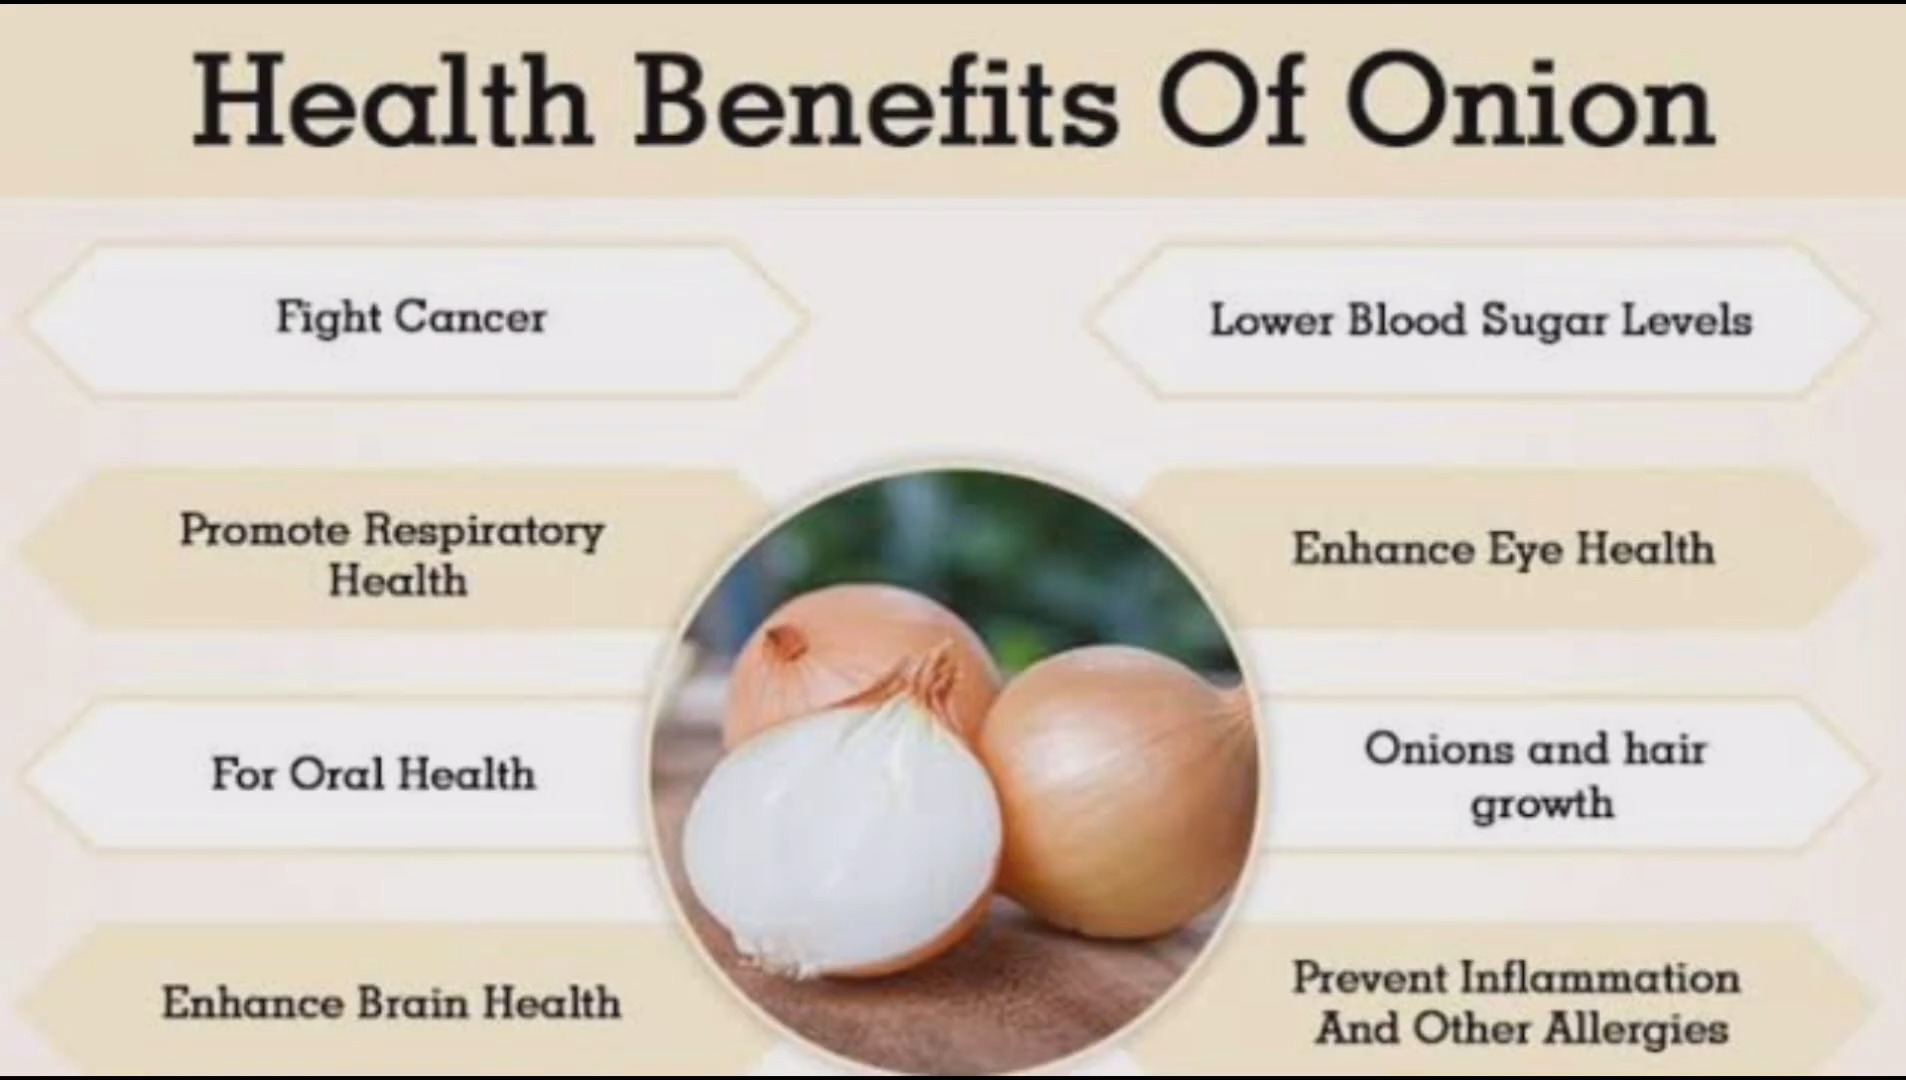 Health Benefits Of Onion
Fight Cancer
Lower Blood Sugar Levels
Promote Respiratory
Health
Enhance Eye Health
For Oral Health
Onions and hair
growth
Enhance Brain Health
Prevent Inflammation
And Other Allergies